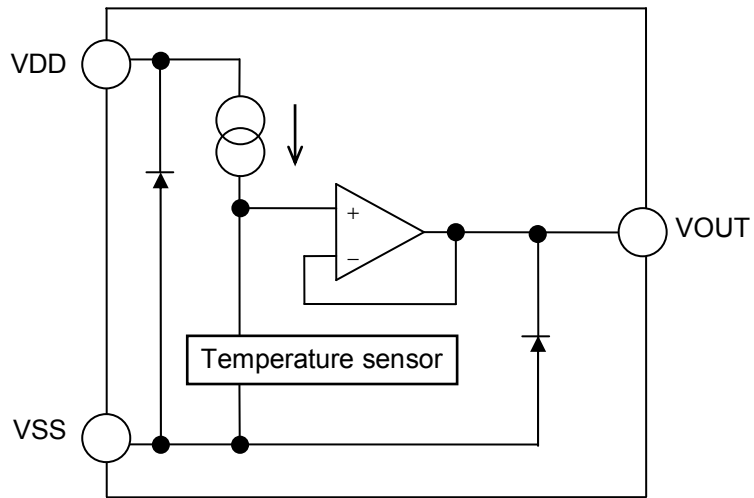 VDD
+
−
VOUT
Temperature sensor
VSS